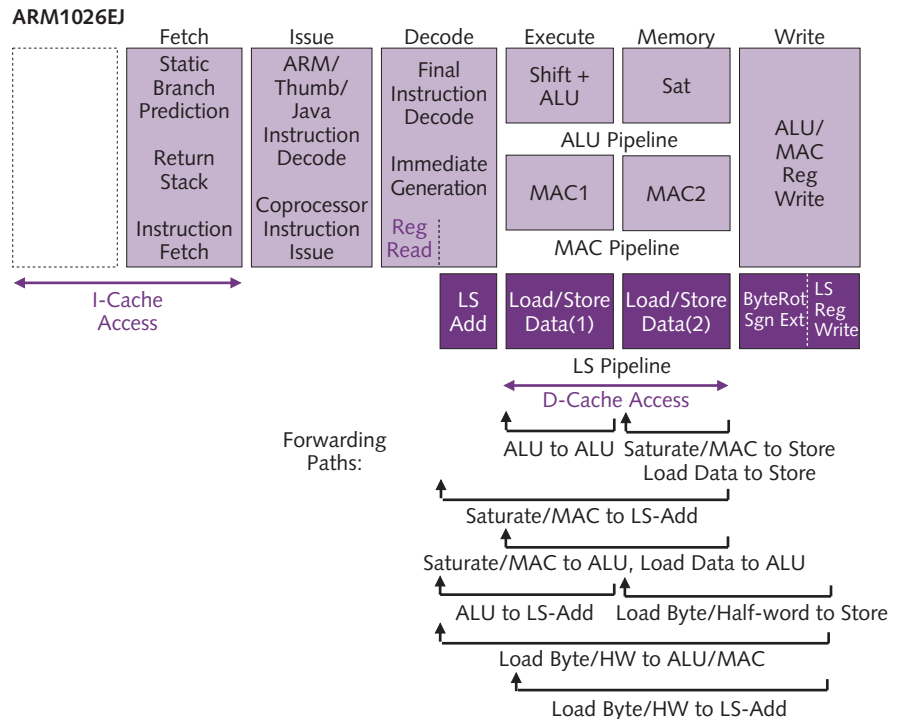 ARM1026EJ
Fetch
Issue
Decode
Execute
Memory
Write
Static
Branch
Prediction
Return
Stack
Instruction
Fetch
ARM/
Thumb/
Java
Instruction
Decode
Coprocessor
Instruction
Issue
Final
Instruction
Decode
Immediate
Generation
Reg
Read
Shift +
ALU
Sat
ALU Pipeline
MAC1
MAC2
MAC Pipeline
ALU/
MAC
Reg
Write
I-Cache
Access
LS
Add
Load/Store
Data(1)
Load/Store
Data(2)
ByteRot
Sgn Ext
LS
Reg
Write
LS Pipeline
D-Cache Access
Forwarding
Paths:
ALU to ALU
Saturate/MAC to Store
Load Data to Store
Saturate/MAC to LS-Add
Saturate/MAC to ALU, Load Data to ALU
ALU to LS-Add
Load Byte/Half-word to Store
Load Byte/HW to ALU/MAC
Load Byte/HW to LS-Add